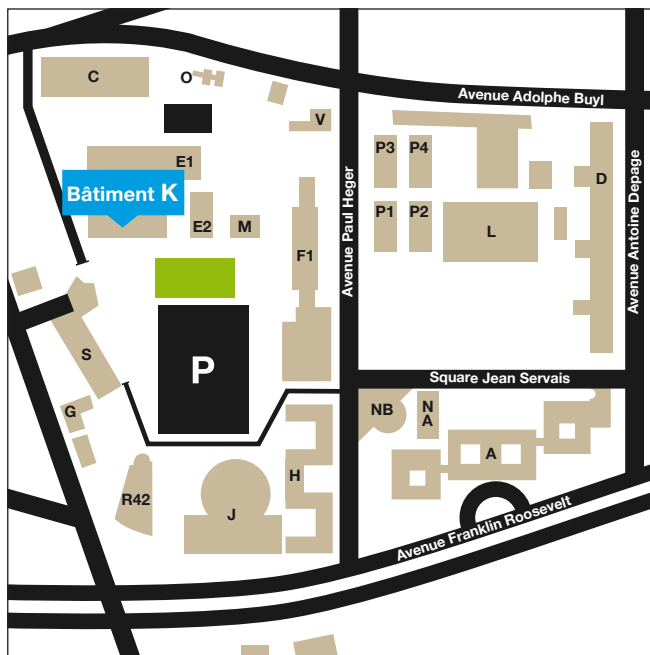 C
O
Avenue Adolphe Buyl
V
P3
P4
E1
D
Bâtiment K
P1
P2
E2
M
L
F1
Avenue Paul Heger
Avenue Antoine Depage
S
P
Square Jean Servais
G
NB
N
A
A
H
R42
J
Avenue Franklin Roosevelt